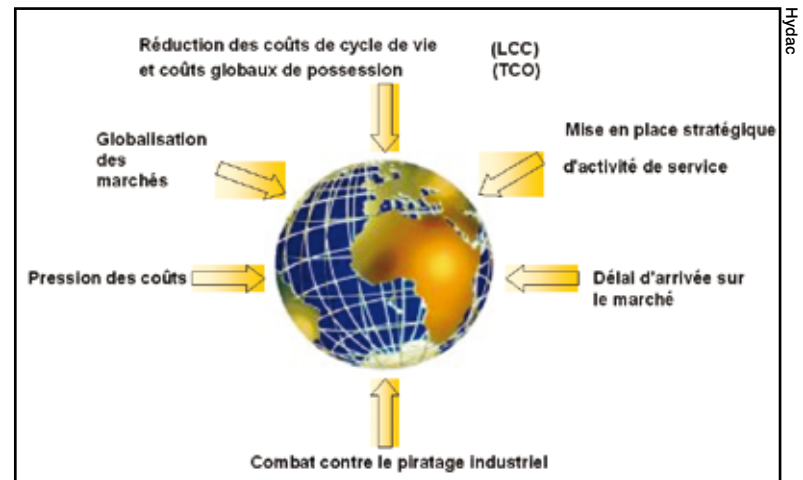 Réduction des coûts de cycle de vie (LCC)
et coûts globaux de possession (TCO)
Globalisation
des
marchés
Mise en place stratégique
d'activité de service
Pression des coûts
Délai d'arrivée sur
le marché
Combat contre le piratage industriel
Hydac